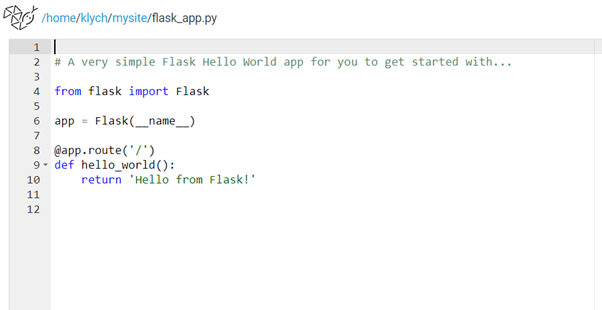 /home/klych/mysite/flask_app.py
1
2 # A very simple Flask Hello World app for you to get started with...
3
4 from flask import Flask
5
6 app = Flask(__name__)
7
8 @app.route('/')
9 def hello_world():
10     return 'Hello from Flask!'
11
12